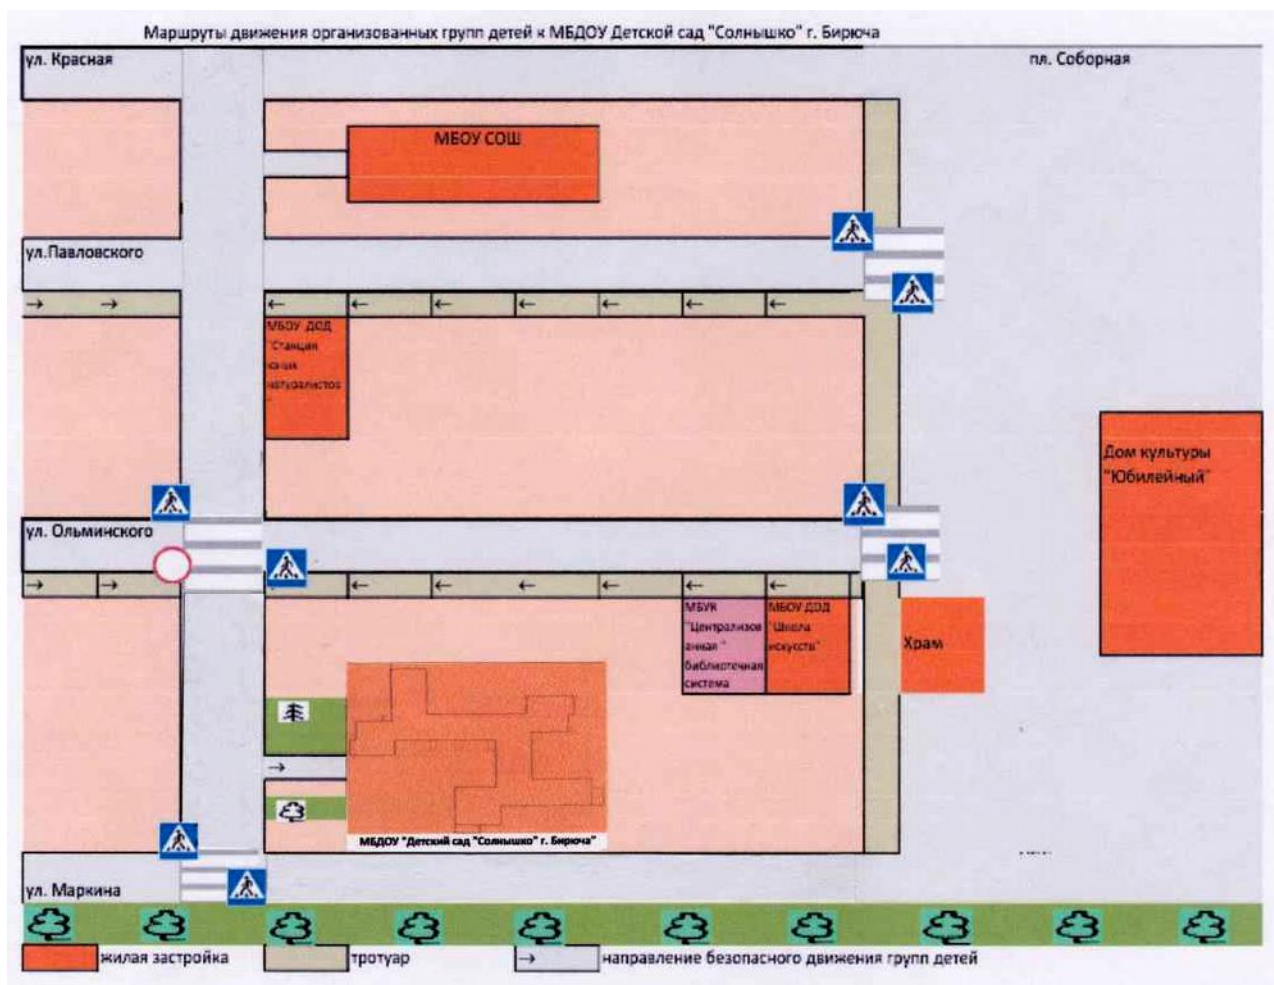 Маршруты движения организованных групп детей к МБДОУ Детской сад "Солнышко" г. Бирюча
ул. Красная
пл. Соборная
МБОУ СОШ
ул.Павловского
МБОУ ДОД
"Станция
юных
натуралистов
"
Дом культуры
"Юбилейный"
ул. Ольминского
МБУК
"Централизов
анная "
библиотечная
система
МБОУ ДОД
"Школа
искусств"
Храм
МБДОУ "Детский сад "Солнышко" г. Бирюча"
ул. Маркина
жилая застройка
тротуар
направление безопасного движения групп детей